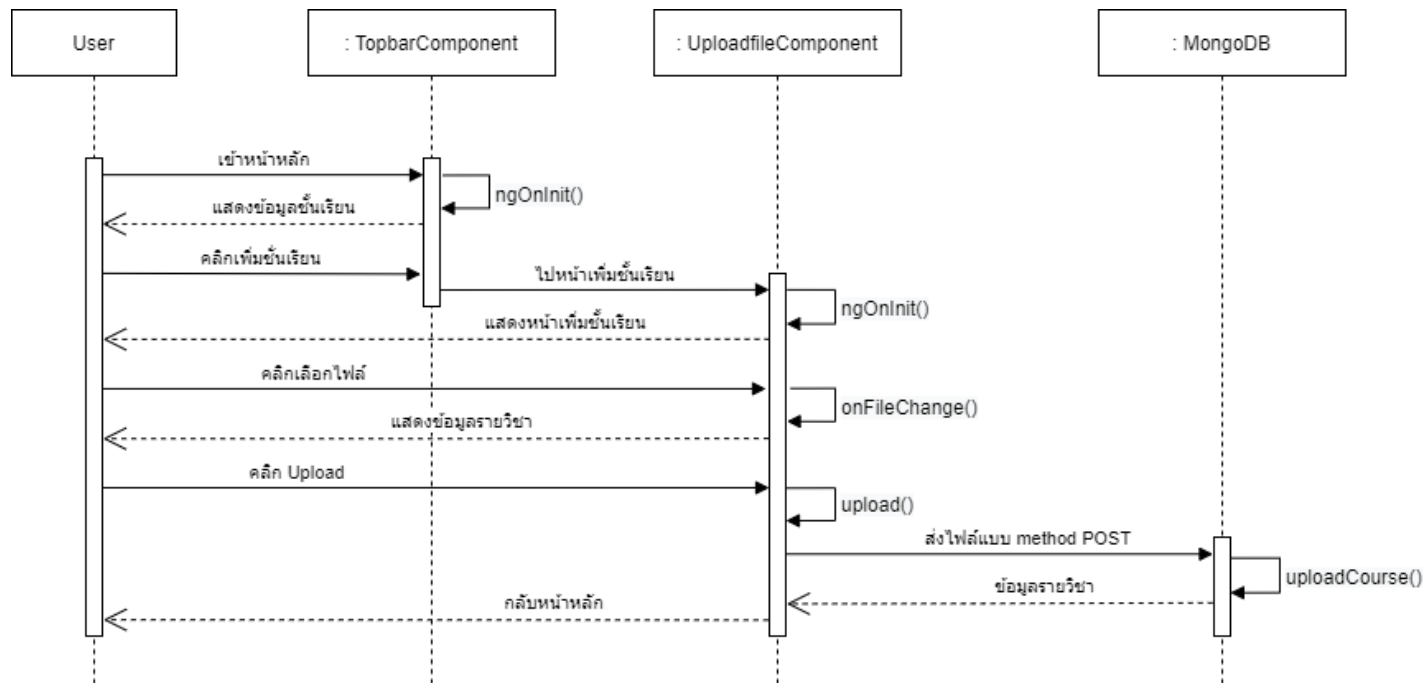 User
: TopbarComponent
: UploadfileComponent
: MongoDB
เข้าหน้าหลัก
ngOnInit()
แสดงข้อมูลชั้นเรียน
คลิกเพิ่มชั้นเรียน
ไปหน้าเพิ่มชั้นเรียน
ngOnInit()
แสดงหน้าเพิ่มชั้นเรียน
คลิกเลือกไฟล์
onFileChange()
แสดงข้อมูลรายวิชา
คลิก Upload
upload()
ส่งไฟล์แบบ method POST
uploadCourse()
ข้อมูลรายวิชา
กลับหน้าหลัก